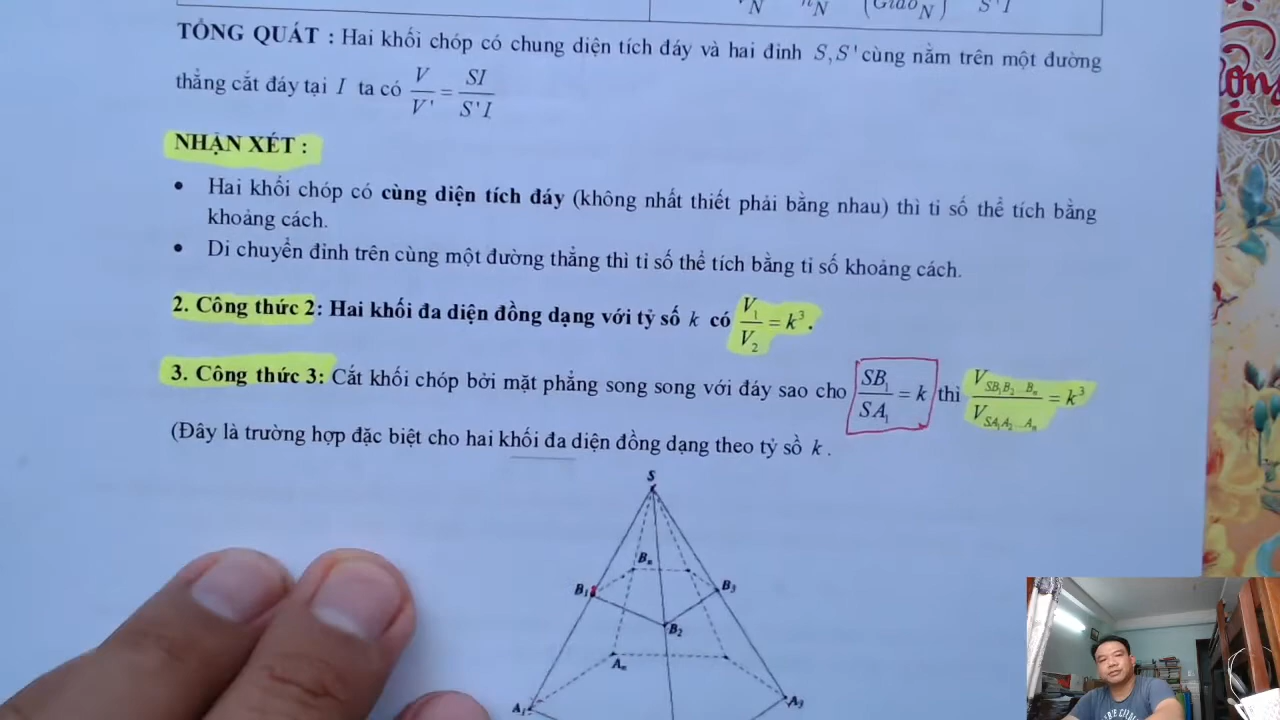 N N (Giao N) S'I
TỔNG QUÁT : Hai khối chóp có chung diện tích đáy và hai đỉnh S, S' cùng nằm trên một đường
thẳng cắt đáy tại I ta có V/V' = SI/S'I
NHẬN XÉT :
• Hai khối chóp có cùng diện tích đáy (không nhất thiết phải bằng nhau) thì tỉ số thể tích bằng
khoảng cách.
• Di chuyển đỉnh trên cùng một đường thẳng thì tỉ số thể tích bằng tỉ số khoảng cách.
2. Công thức 2: Hai khối đa diện đồng dạng với tỷ số k có V₁/V₂ = k³.
3. Công thức 3: Cắt khối chóp bởi mặt phẳng song song với đáy sao cho SB₁/SA₁ = k thì V_{SB₁B₂...Bₙ}/V_{SA₁A₂...Aₙ} = k³
(Đây là trường hợp đặc biệt cho hai khối đa diện đồng dạng theo tỷ sồ k .
S
Bₙ
B₁ B₃
B₂
Aₙ
A₁ A₃